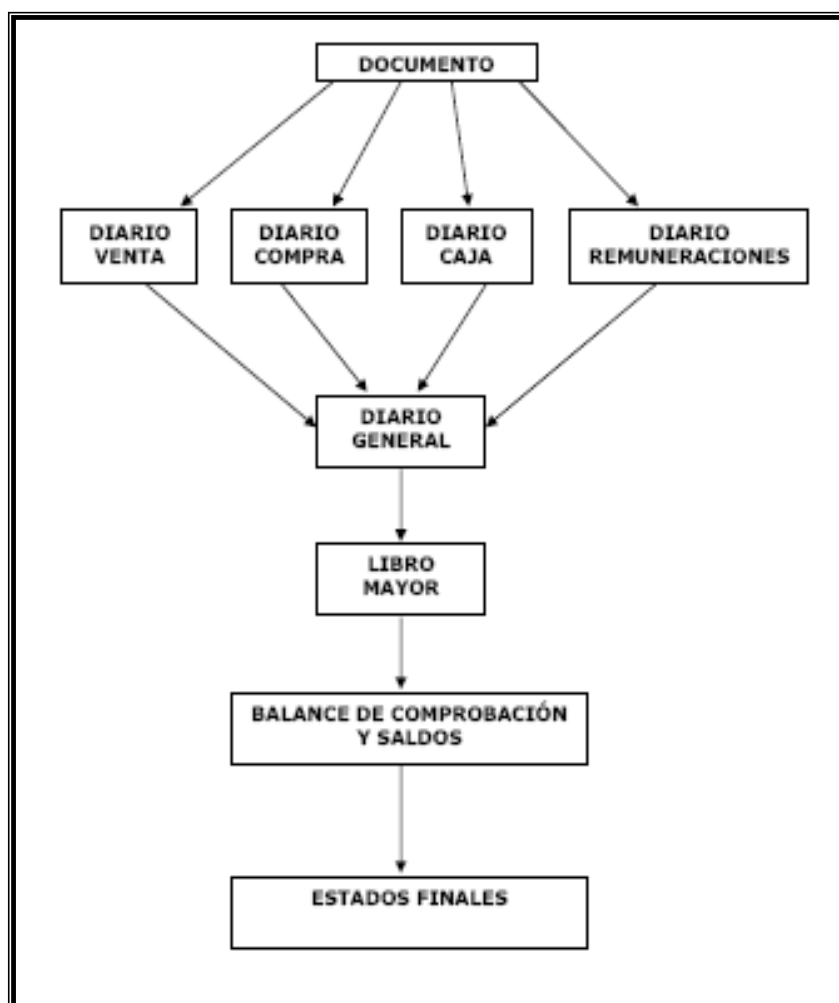 DOCUMENTO
DIARIO
VENTA
DIARIO
COMPRA
DIARIO
CAJA
DIARIO
REMUNERACIONES
DIARIO
GENERAL
LIBRO
MAYOR
BALANCE DE COMPROBACIÓN
Y SALDOS
ESTADOS FINALES